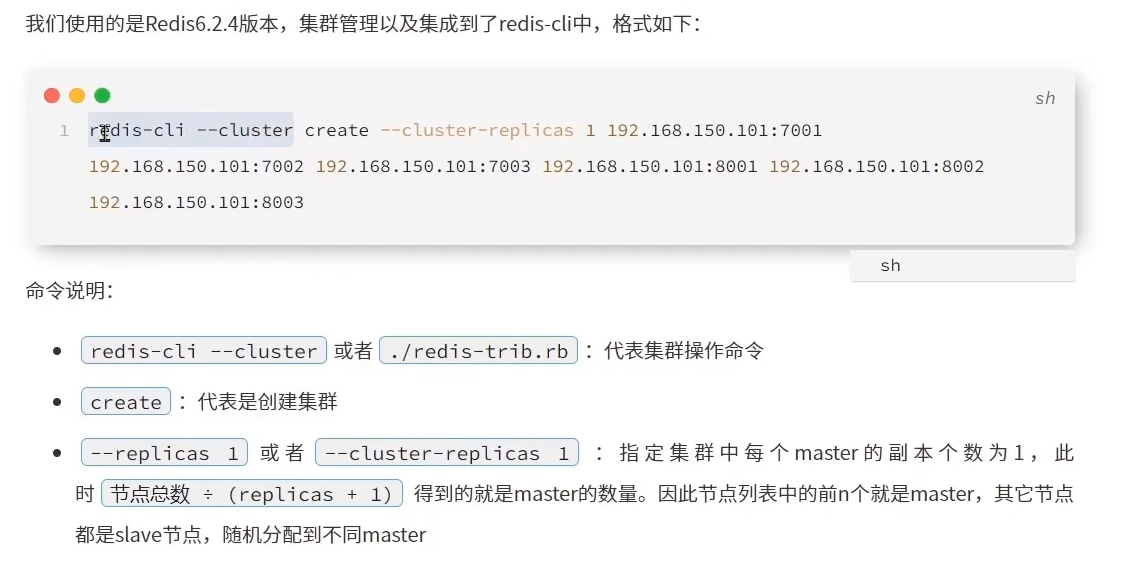 我们使用的是Redis6.2.4版本，集群管理以及集成到了redis-cli中，格式如下：
sh
1 redis-cli --cluster create --cluster-replicas 1 192.168.150.101:7001
192.168.150.101:7002 192.168.150.101:7003 192.168.150.101:8001 192.168.150.101:8002
192.168.150.101:8003
sh
命令说明：
redis-cli --cluster 或者 ./redis-trib.rb ：代表集群操作命令
create ：代表是创建集群
--replicas 1 或者 --cluster-replicas 1 ：指定集群中每个master的副本个数为1，此
时 节点总数 ÷ (replicas + 1) 得到的就是master的数量。因此节点列表中的前n个就是master，其它节点
都是slave节点，随机分配到不同master